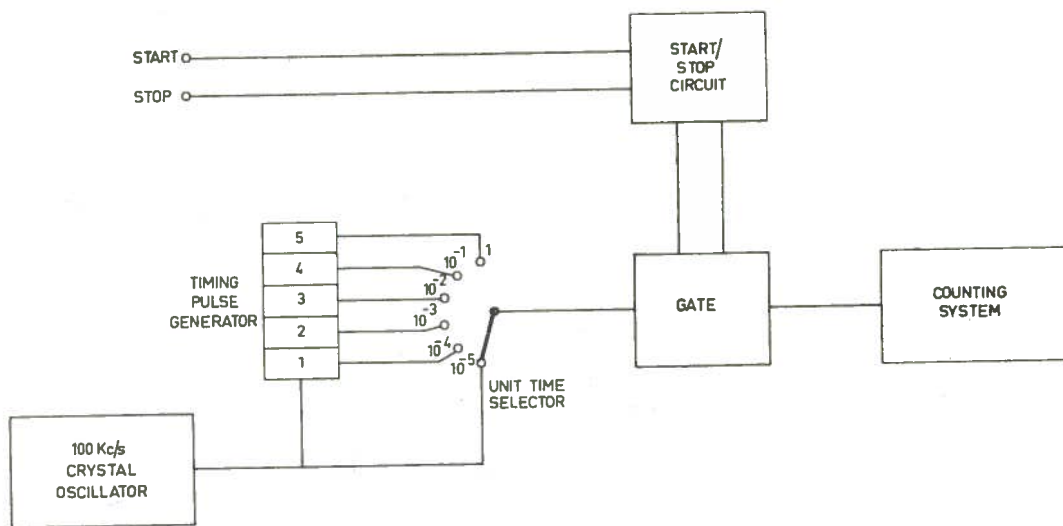 START
STOP
START/
STOP
CIRCUIT
5
4
3
2
1
TIMING
PULSE
GENERATOR
1
10⁻¹
10⁻²
10⁻³
10⁻⁴
10⁻⁵
UNIT TIME
SELECTOR
GATE
COUNTING
SYSTEM
100 Kc/s
CRYSTAL
OSCILLATOR